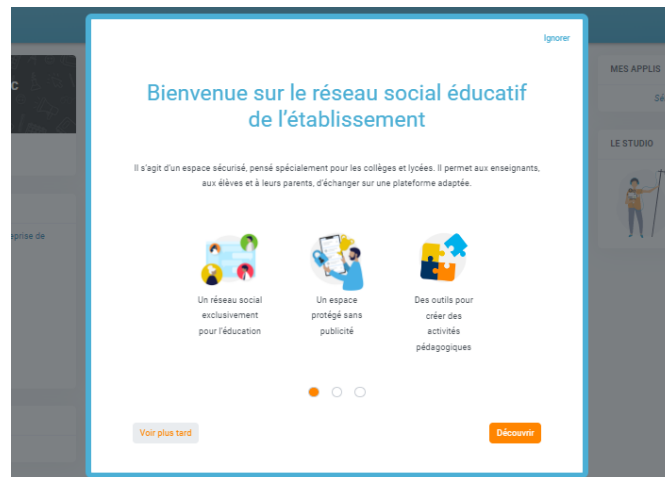 Ignorer
Bienvenue sur le réseau social éducatif
de l'établissement
Il s'agit d'un espace sécurisé, pensé spécialement pour les collèges et lycées. Il permet aux enseignants,
aux élèves et à leurs parents, d'échanger sur une plateforme adaptée.
Un réseau social
exclusivement
pour l'éducation
Un espace
protégé sans
publicité
Des outils pour
créer des
activités
pédagogiques
Voir plus tard
Découvrir
MES APPLIS
LE STUDIO
de